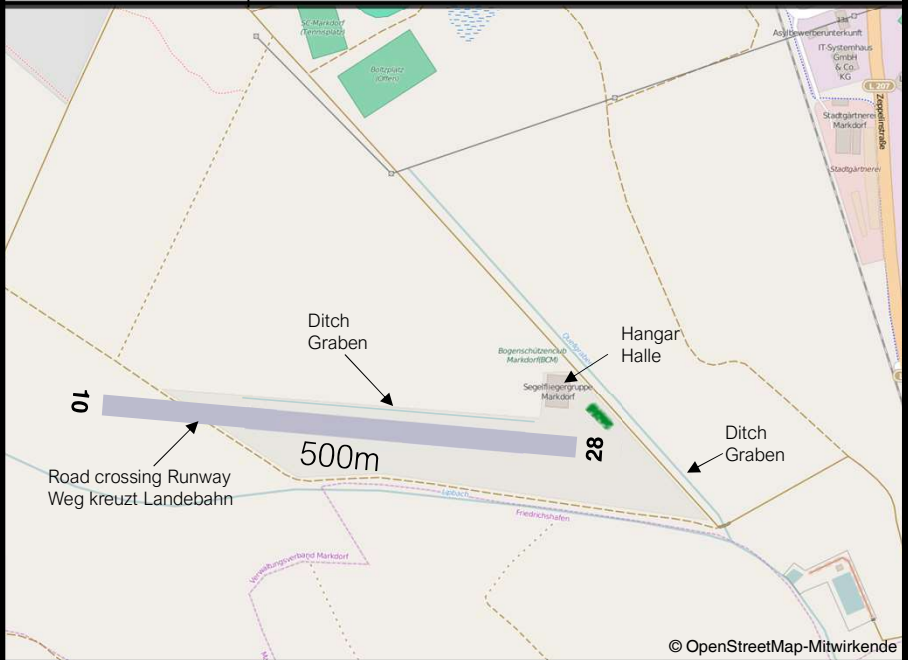 SC-Markdorf
(Tennisplatz)
Bolzplatz
(Offen)
Asylbewerberunterkunft
IT-Systemhaus
GmbH
& Co.
KG
L 207
Zeppelinstraße
Stadtgärtnerei
Markdorf
Stadtgärtnerei
Ditch
Graben
Hangar
Halle
Quellgraben
Bogenschützenclub
Markdorf(BCM)
Segelfliegergruppe
Markdorf
10
28
500m
Ditch
Graben
Road crossing Runway
Weg kreuzt Landebahn
Lipbach
Friedrichshafen
Verwaltungsverband Markdorf
© OpenStreetMap-Mitwirkende